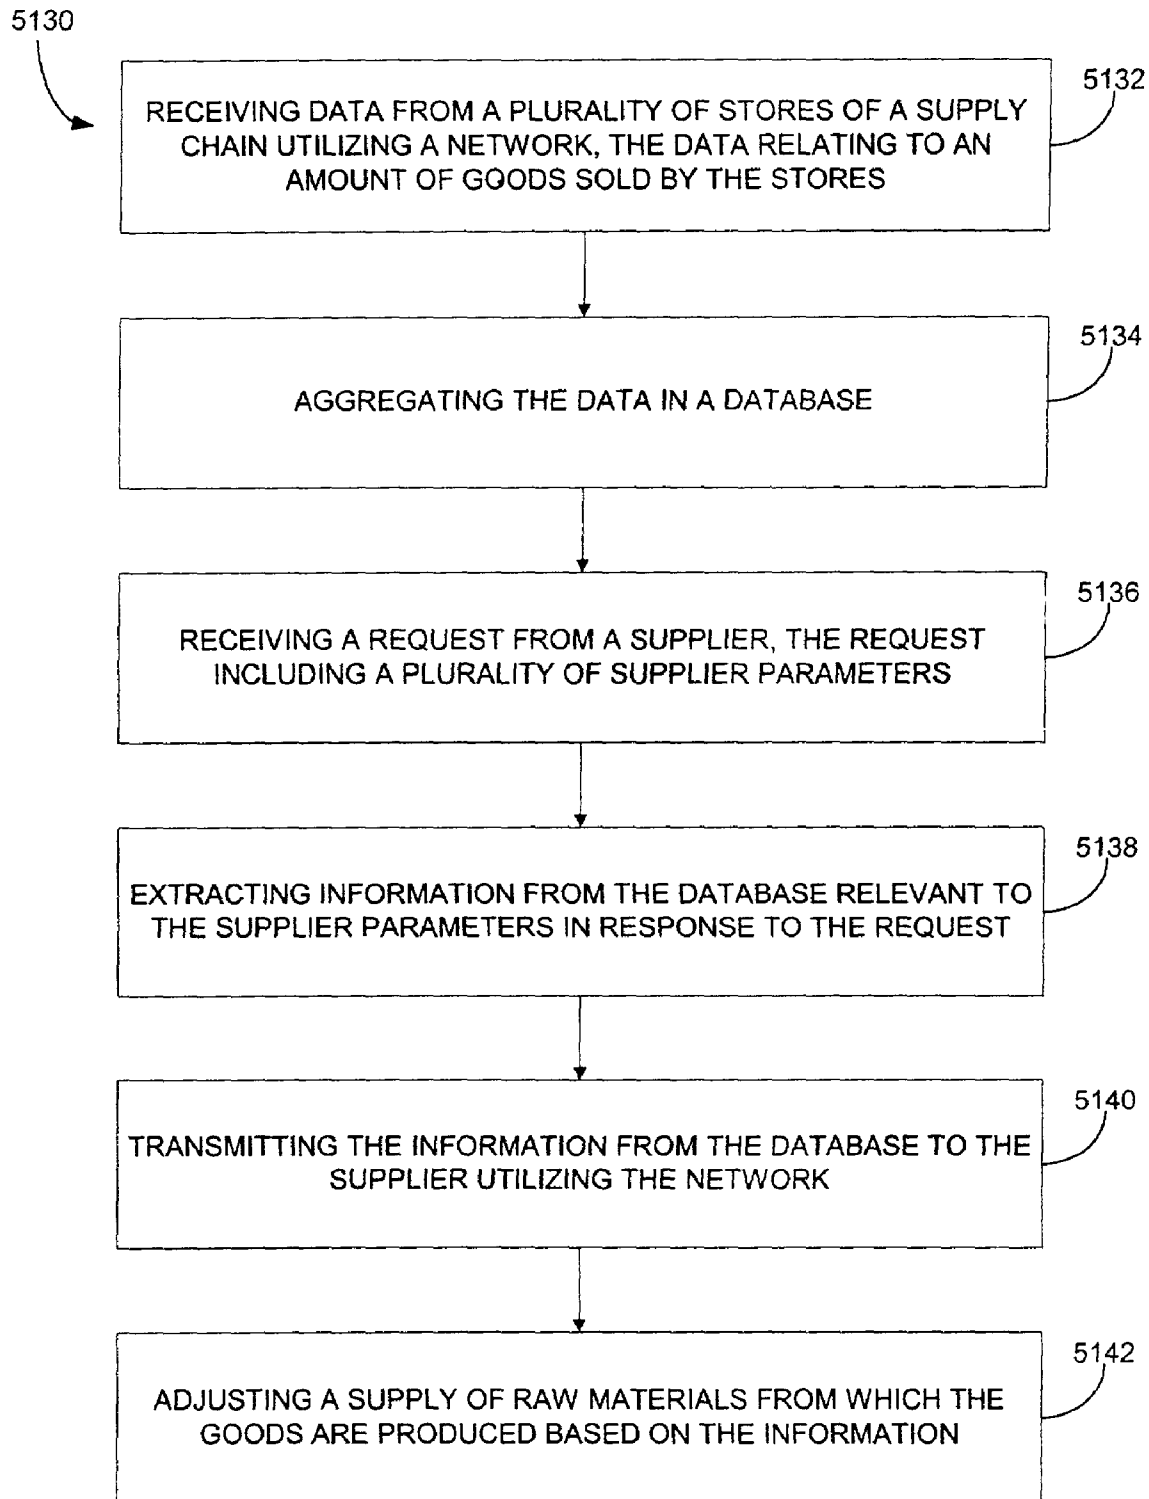 5130
5132
RECEIVING DATA FROM A PLURALITY OF STORES OF A SUPPLY
CHAIN UTILIZING A NETWORK, THE DATA RELATING TO AN
AMOUNT OF GOODS SOLD BY THE STORES
5134
AGGREGATING THE DATA IN A DATABASE
5136
RECEIVING A REQUEST FROM A SUPPLIER, THE REQUEST
INCLUDING A PLURALITY OF SUPPLIER PARAMETERS
5138
EXTRACTING INFORMATION FROM THE DATABASE RELEVANT TO
THE SUPPLIER PARAMETERS IN RESPONSE TO THE REQUEST
5140
TRANSMITTING THE INFORMATION FROM THE DATABASE TO THE
SUPPLIER UTILIZING THE NETWORK
5142
ADJUSTING A SUPPLY OF RAW MATERIALS FROM WHICH THE
GOODS ARE PRODUCED BASED ON THE INFORMATION